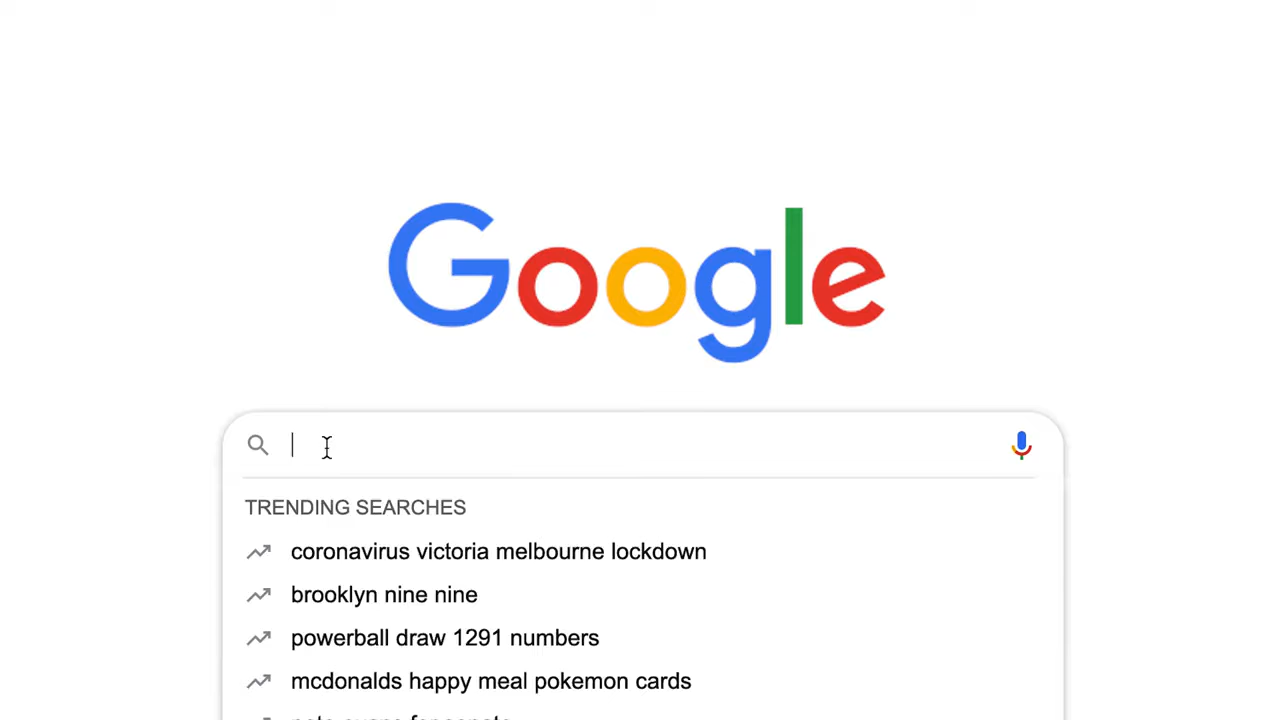 Google
TRENDING SEARCHES
coronavirus victoria melbourne lockdown
brooklyn nine nine
powerball draw 1291 numbers
mcdonalds happy meal pokemon cards